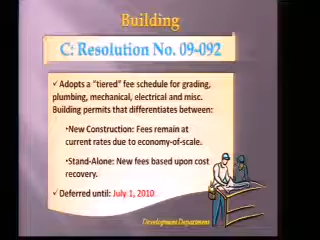 Building
C: Resolution No. 09-092
✓ Adopts a "tiered" fee schedule for grading,
plumbing, mechanical, electrical and misc.
Building permits that differentiates between:
•New Construction: Fees remain at
current rates due to economy-of-scale.
•Stand-Alone: New fees based upon cost
recovery.
✓ Deferred until: July 1, 2010
Development Department